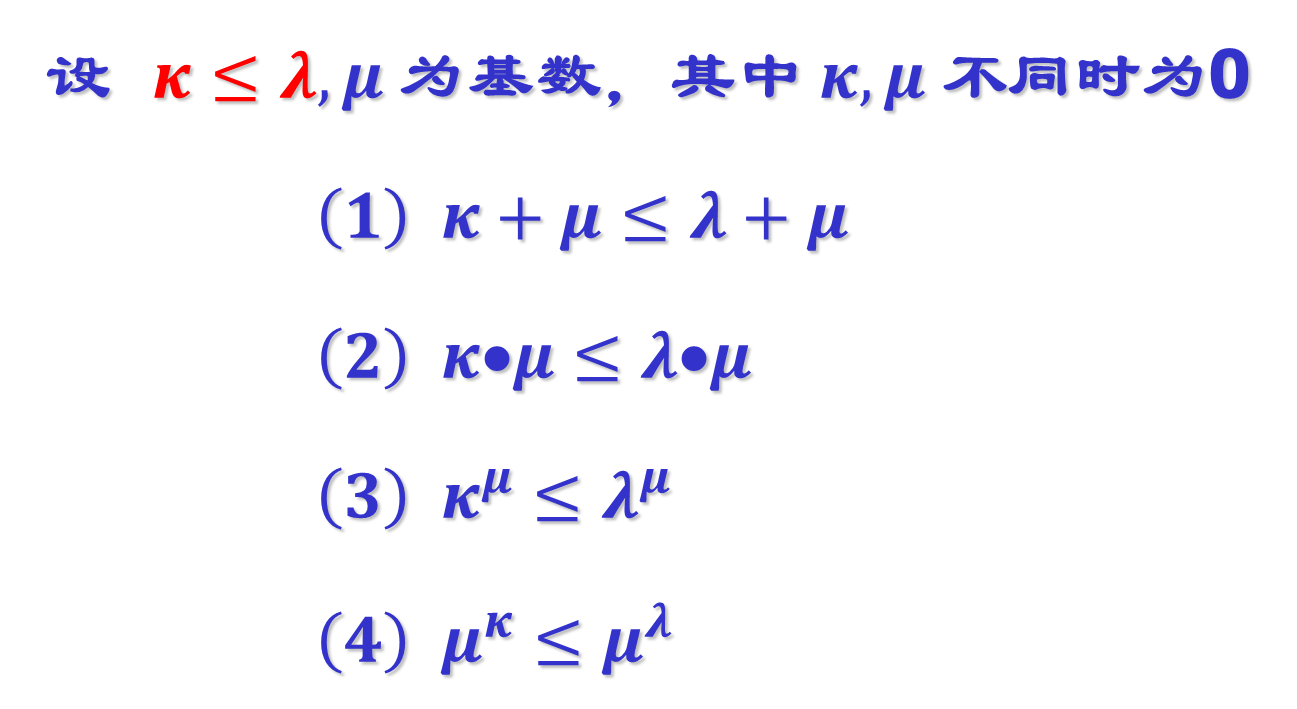 设 κ ≤ λ, μ 为基数，其中 κ, μ 不同时为0
(1) κ + μ ≤ λ + μ
(2) κ•μ ≤ λ•μ
(3) κ^μ ≤ λ^μ
(4) μ^κ ≤ μ^λ